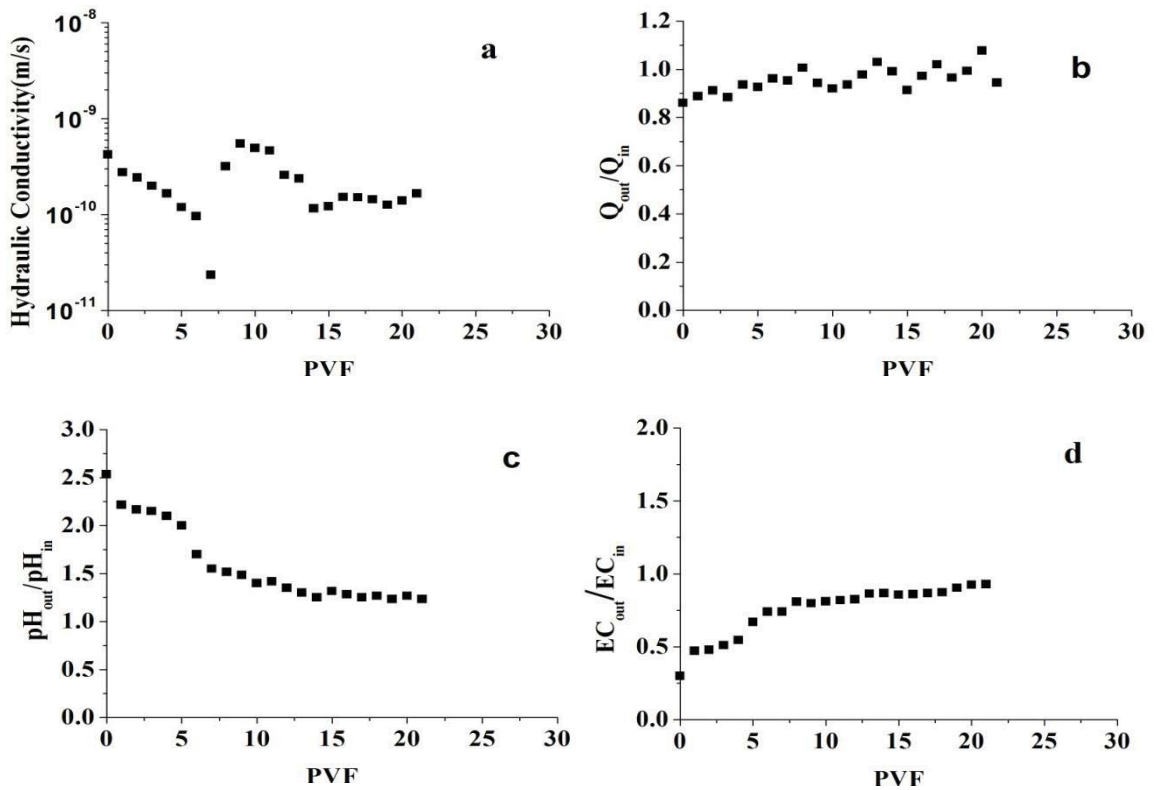 a
Hydraulic Conductivity(m/s)
10⁻⁸
10⁻⁹
10⁻¹⁰
10⁻¹¹
0 5 10 15 20 25 30
PVF
b
Q_out/Q_in
1.2
1.0
0.8
0.6
0.4
0.2
0.0
0 5 10 15 20 25 30
PVF
c
pH_out/pH_in
3.0
2.5
2.0
1.5
1.0
0.5
0.0
0 5 10 15 20 25 30
PVF
d
EC_out/EC_in
2.0
1.5
1.0
0.5
0.0
0 5 10 15 20 25 30
PVF